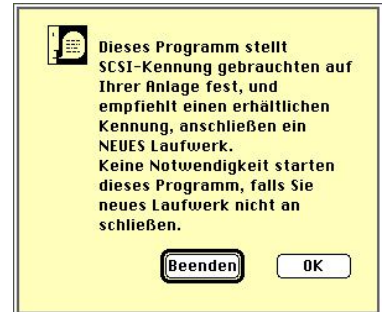 Dieses Programm stellt
SCSI-Kennung gebrauchten auf
Ihrer Anlage fest, und
empfiehlt einen erhältlichen
Kennung, anschließen ein
NEUES Laufwerk.
Keine Notwendigkeit starten
dieses Programm, falls Sie
neues Laufwerk nicht an
schließen.
Beenden OK